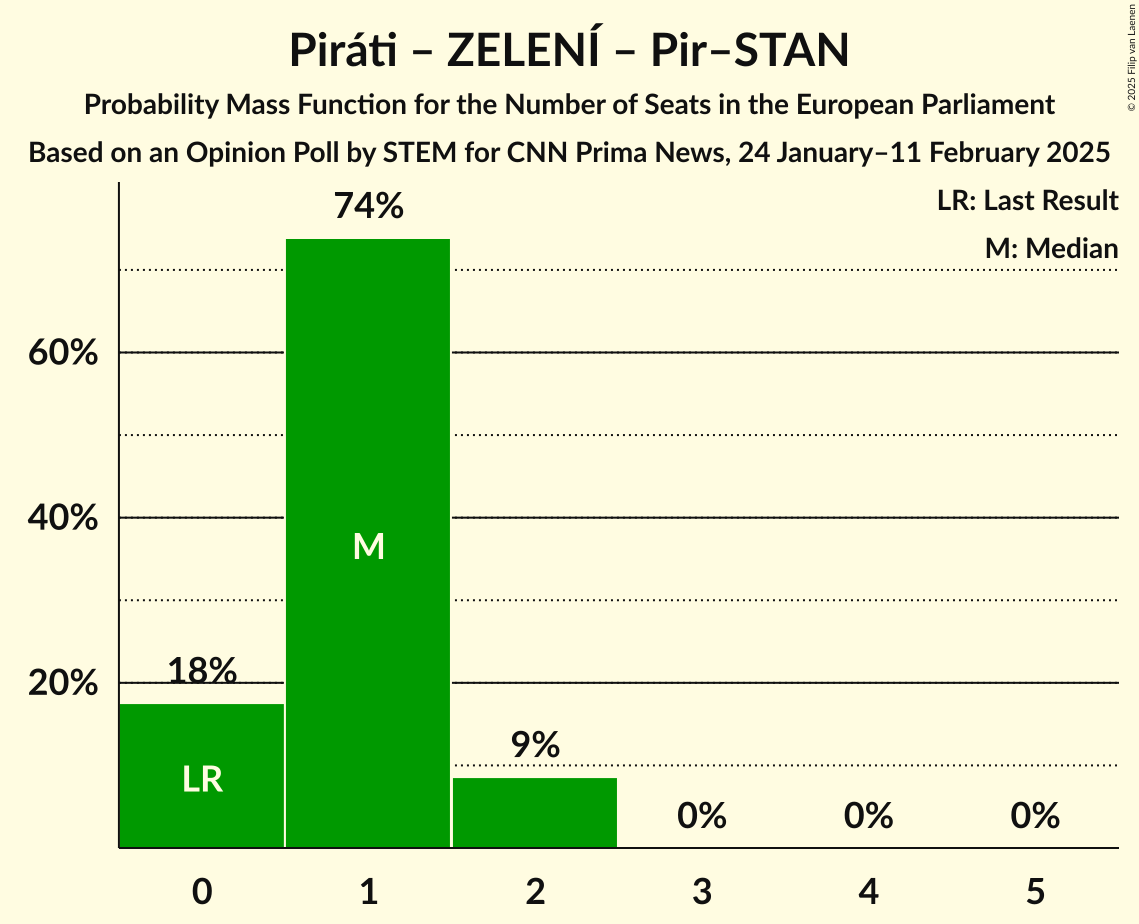 Piráti – ZELENÍ – Pir–STAN
Probability Mass Function for the Number of Seats in the European Parliament
Based on an Opinion Poll by STEM for CNN Prima News, 24 January–11 February 2025
© 2025 Filip van Laenen
LR: Last Result
M: Median
74%
60%
40%
20%
18%
9%
0%
0%
0%
M
LR
0
1
2
3
4
5